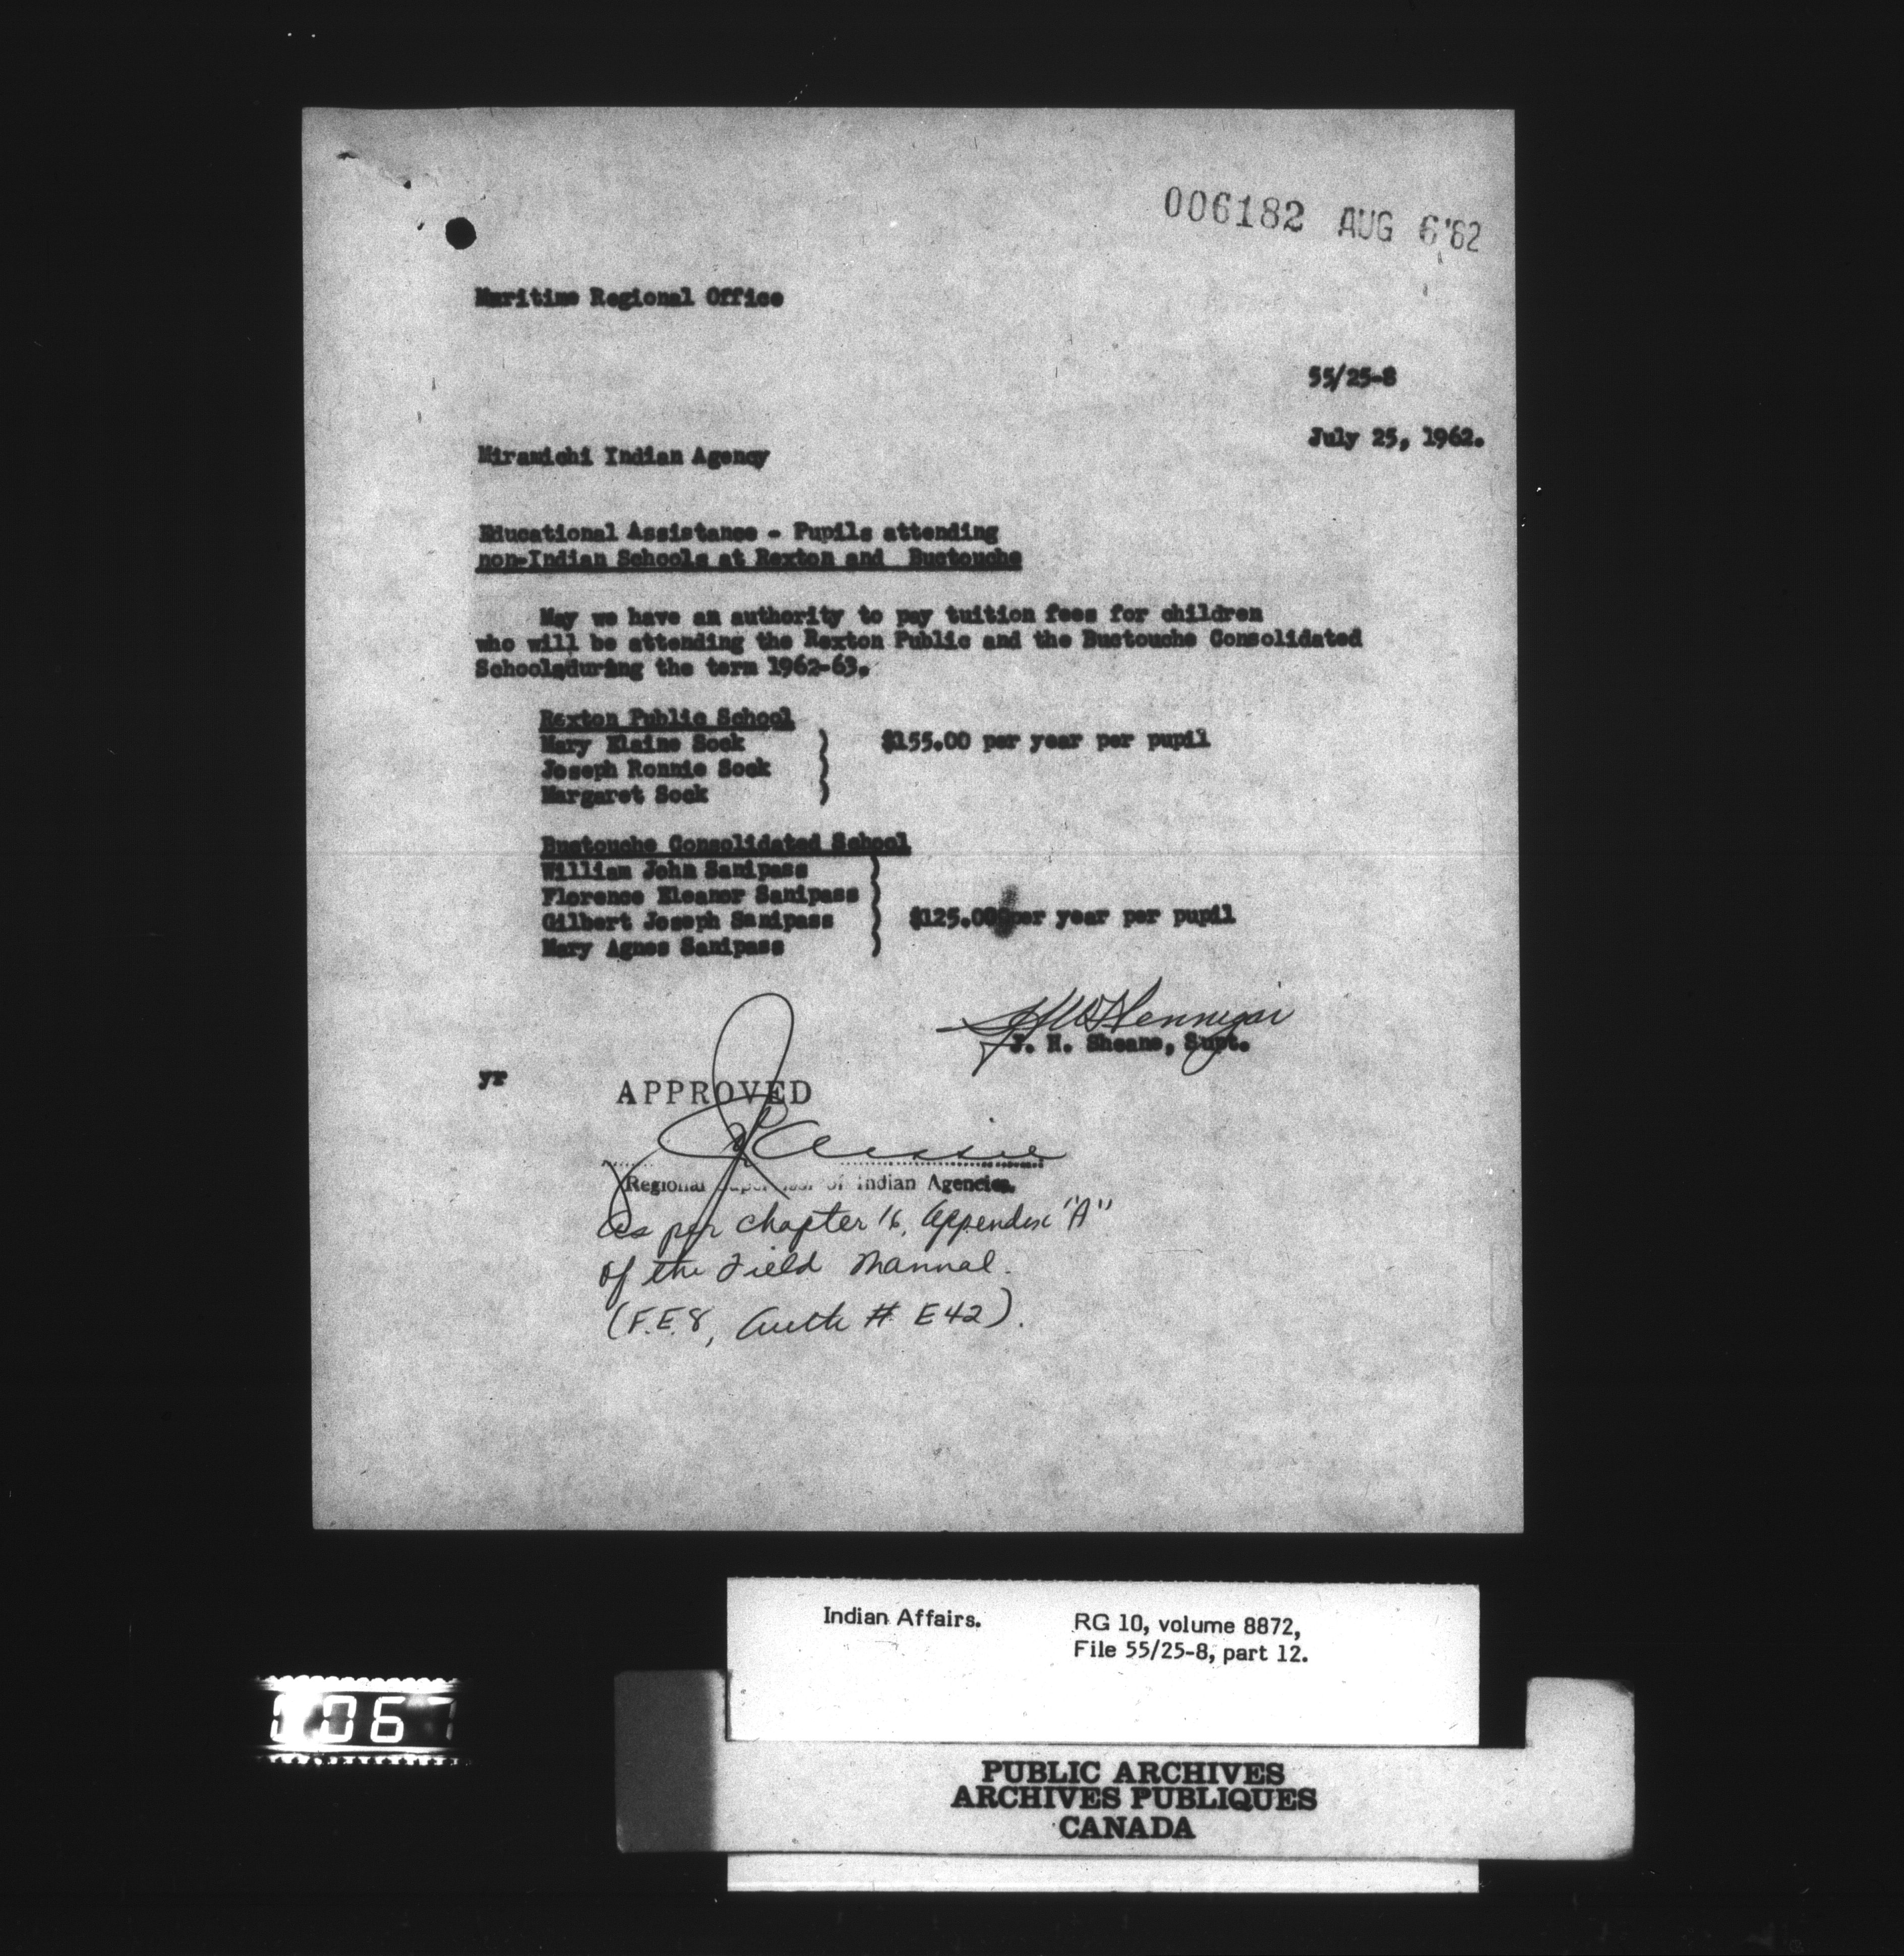 006182 AUG 6'62
Maritime Regional Office
55/25-8
July 25, 1962.
Miramichi Indian Agency
Educational Assistance - Pupils attending
non-Indian Schools at Rexton and Buctouche
May we have an authority to pay tuition fees for children
who will be attending the Rexton Public and the Buctouche Consolidated
Schools during the term 1962-63.
Rexton Public School
Mary Elaine Sock
$155.00 per year per pupil
Joseph Ronnie Sock
Margaret Sock
Buctouche Consolidated School
William John Sanipass
Florence Eleanor Sanipass
Gilbert Joseph Sanipass
$125.00 per year per pupil
Mary Agnes Sanipass
J. H. Sheane, Supt.
yr
APPROVED
Regional Supervisor of Indian Agencies.
as per chapter 16, Appendix "A"
of the Field Manual.
(F.E.8, Auth # E42).
Indian Affairs.
RG 10, volume 8872,
File 55/25-8, part 12.
PUBLIC ARCHIVES
ARCHIVES PUBLIQUES
CANADA